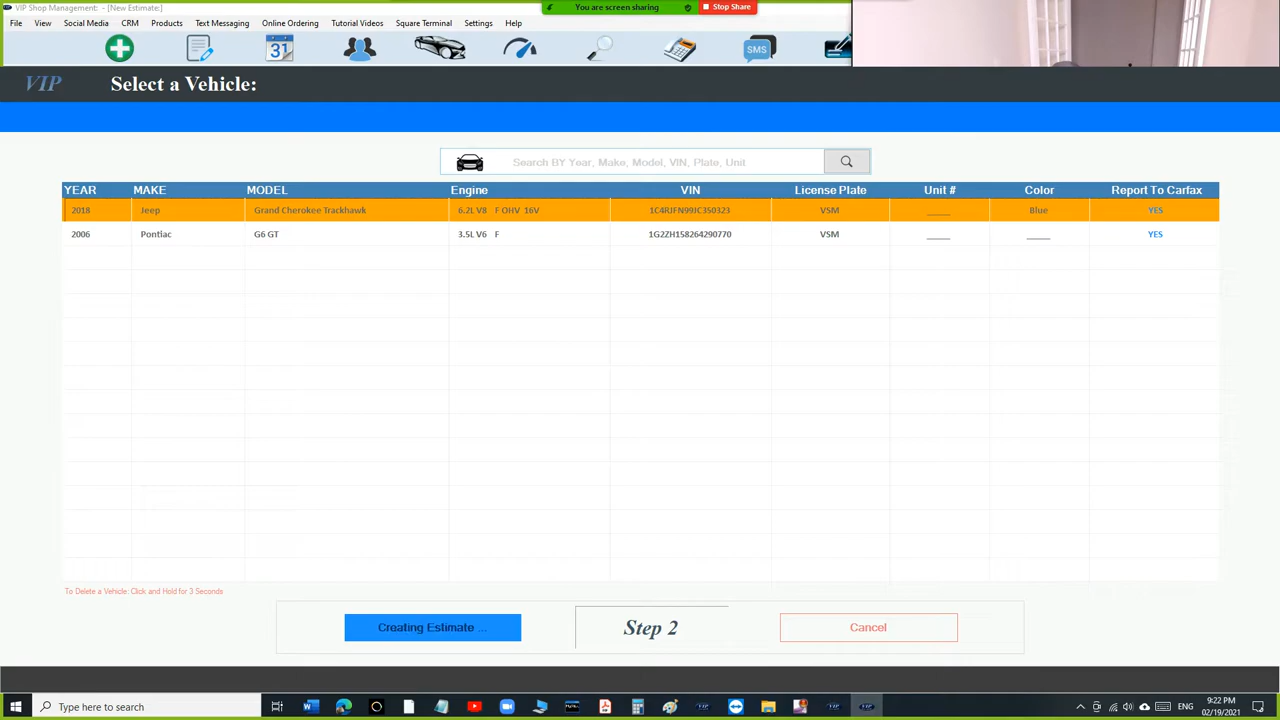 VIP Shop Management: - [New Estimate:]
You are screen sharing
Stop Share
File View Social Media CRM Products Text Messaging Online Ordering Tutorial Videos Square Terminal Settings Help
31
SMS
VIP Select a Vehicle:
Search BY Year, Make, Model, VIN, Plate, Unit
YEAR MAKE MODEL Engine VIN License Plate Unit # Color Report To Carfax
2018 Jeep Grand Cherokee Trackhawk 6.2L V8 F OHV 16V 1C4RJFN99JC350323 VSM ____ Blue YES
2006 Pontiac G6 GT 3.5L V6 F 1G2ZH158264290770 VSM ____ ____ YES
To Delete a Vehicle: Click and Hold for 3 Seconds
Creating Estimate ... Step 2 Cancel
Type here to search
ENG
9:22 PM
02/19/2021